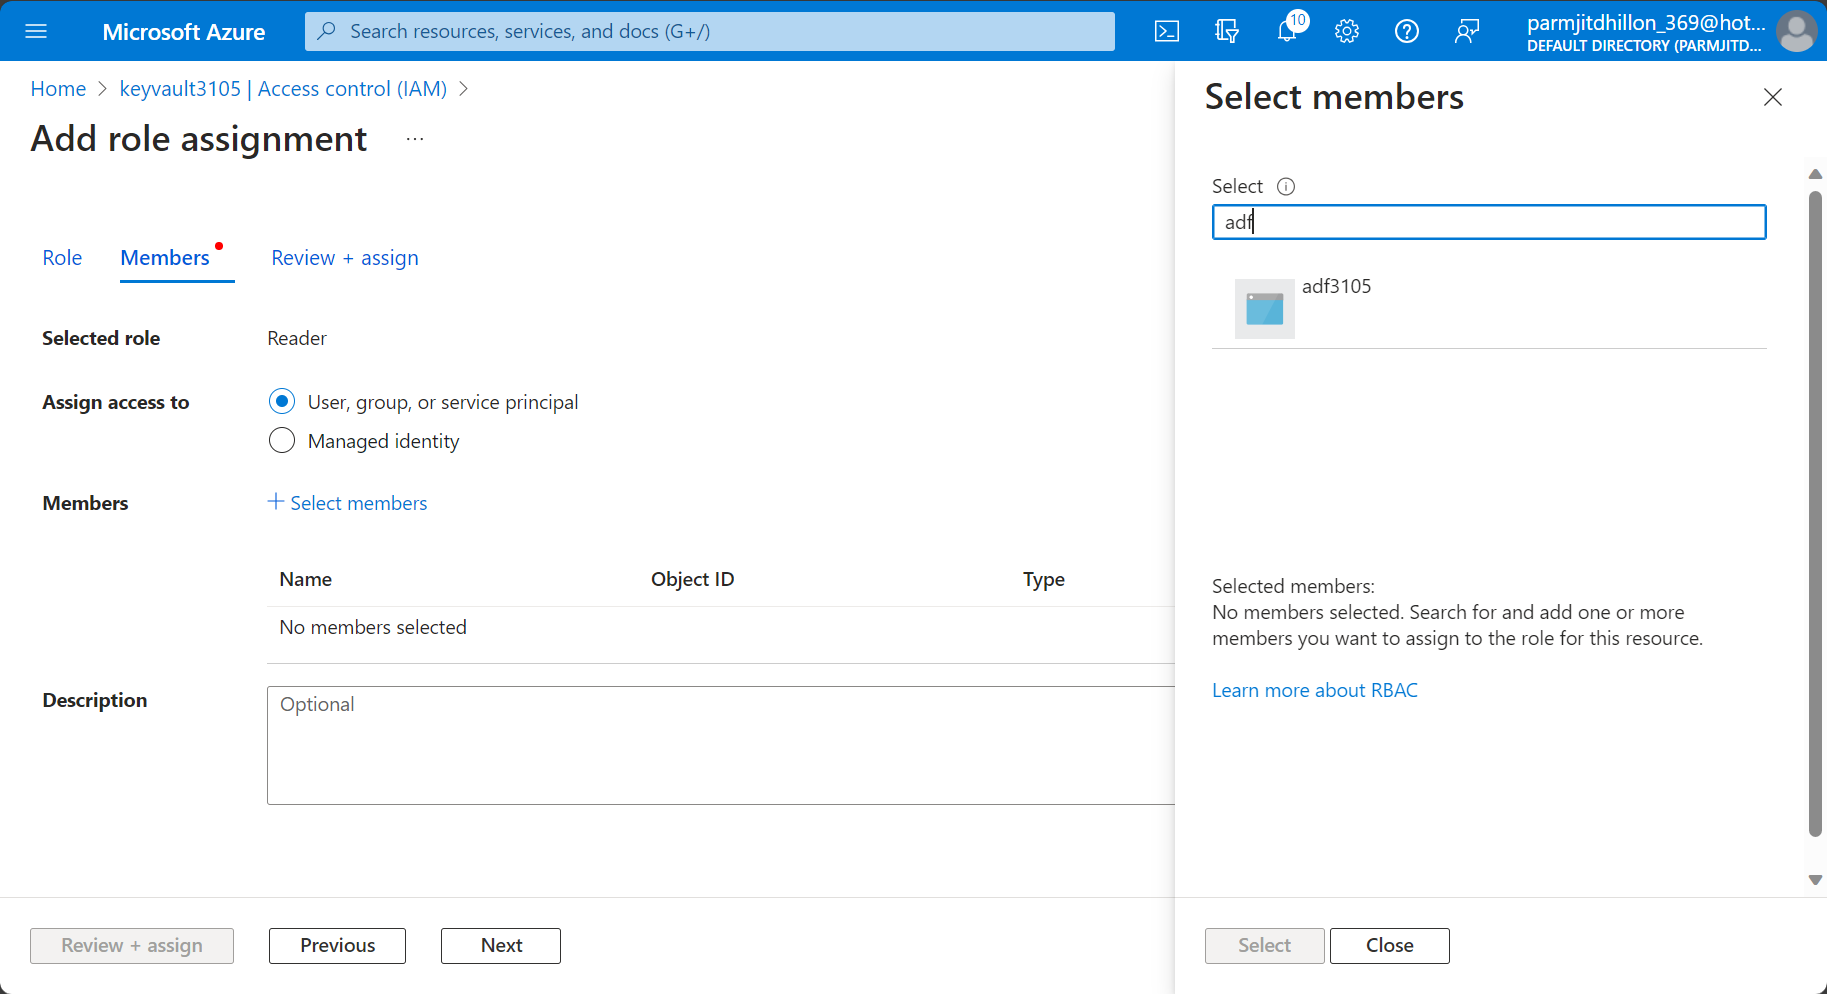 Microsoft Azure
Search resources, services, and docs (G+/)
10
parmjitdhillon_369@hot...
DEFAULT DIRECTORY (PARMJITD...
Home > keyvault3105 | Access control (IAM) >
Add role assignment ...
Role
Members
Review + assign
Selected role
Reader
Assign access to
User, group, or service principal
Managed identity
Members
+ Select members
Name Object ID Type
No members selected
Description
Optional
Review + assign
Previous
Next
Select members
Select
adf
adf3105
Selected members:
No members selected. Search for and add one or more
members you want to assign to the role for this resource.
Learn more about RBAC
Select
Close